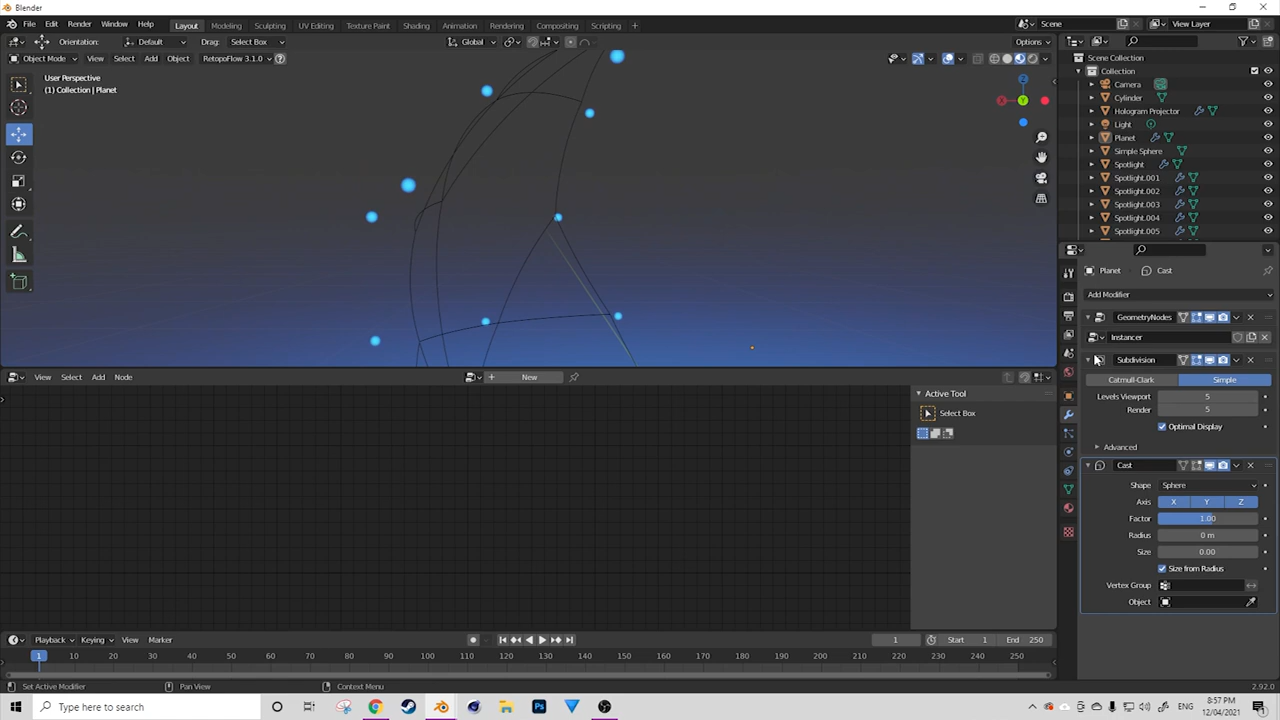 Blender
File Edit Render Window Help Layout Modeling Sculpting UV Editing Texture Paint Shading Animation Rendering Compositing Scripting + Scene View Layer
Orientation: Default Drag: Select Box Global Options
Object Mode View Select Add Object RetopoFlow 3.1.0
User Perspective
(1) Collection | Planet
X Y Z
Scene Collection
Collection
Camera
Cylinder
Hologram Projector
Light
Planet
Simple Sphere
Spotlight
Spotlight.001
Spotlight.002
Spotlight.003
Spotlight.004
Spotlight.005
Planet Cast
Add Modifier
GeometryNodes
Instancer
Subdivision
Catmull-Clark Simple
Levels Viewport 5
Render 5
Optimal Display
Advanced
Cast
Shape Sphere
Axis X Y Z
Factor 1.00
Radius 0 m
Size 0.00
Size from Radius
Vertex Group
Object
View Select Add Node New
Active Tool
Select Box
Playback Keying View Marker 1 Start 1 End 250
1 10 20 30 40 50 60 70 80 90 100 110 120 130 140 150 160 170 180 190 200 210 220 230 240 250
Set Active Modifier Pan View Context Menu 2.92.0
Type here to search
ENG
8:57 PM
12/04/2021